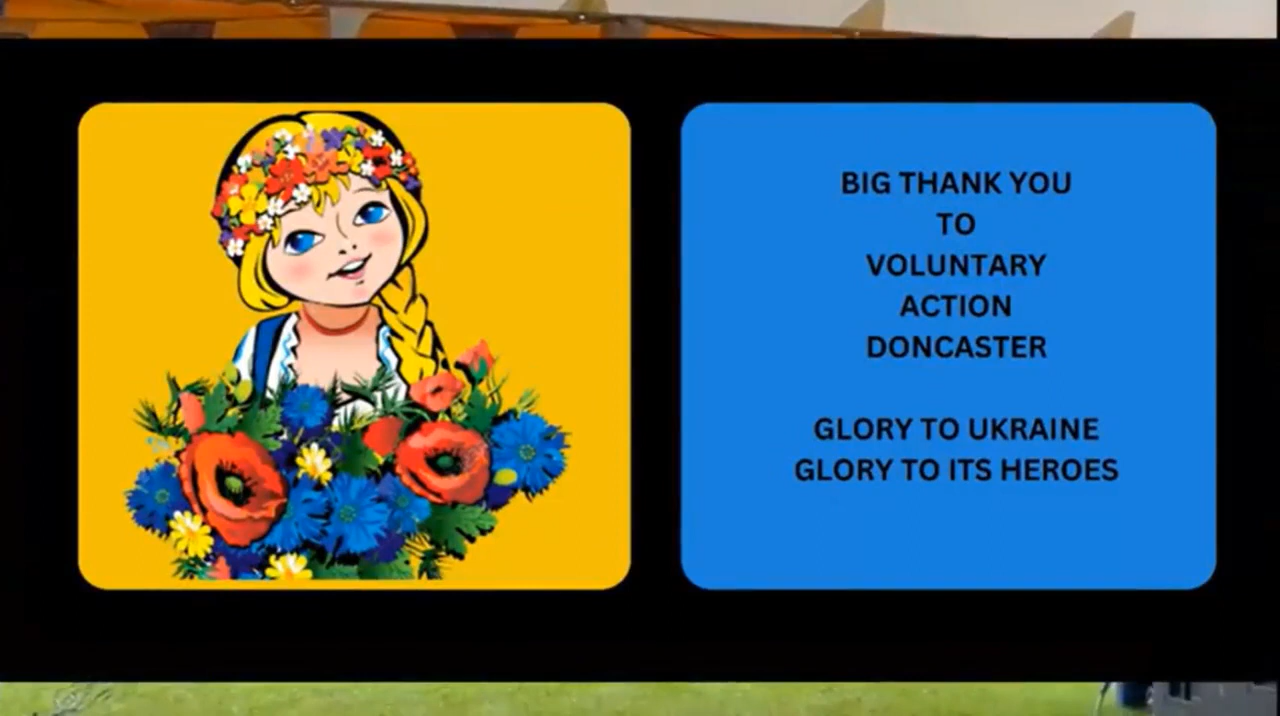 BIG THANK YOU
TO
VOLUNTARY
ACTION
DONCASTER
GLORY TO UKRAINE
GLORY TO ITS HEROES